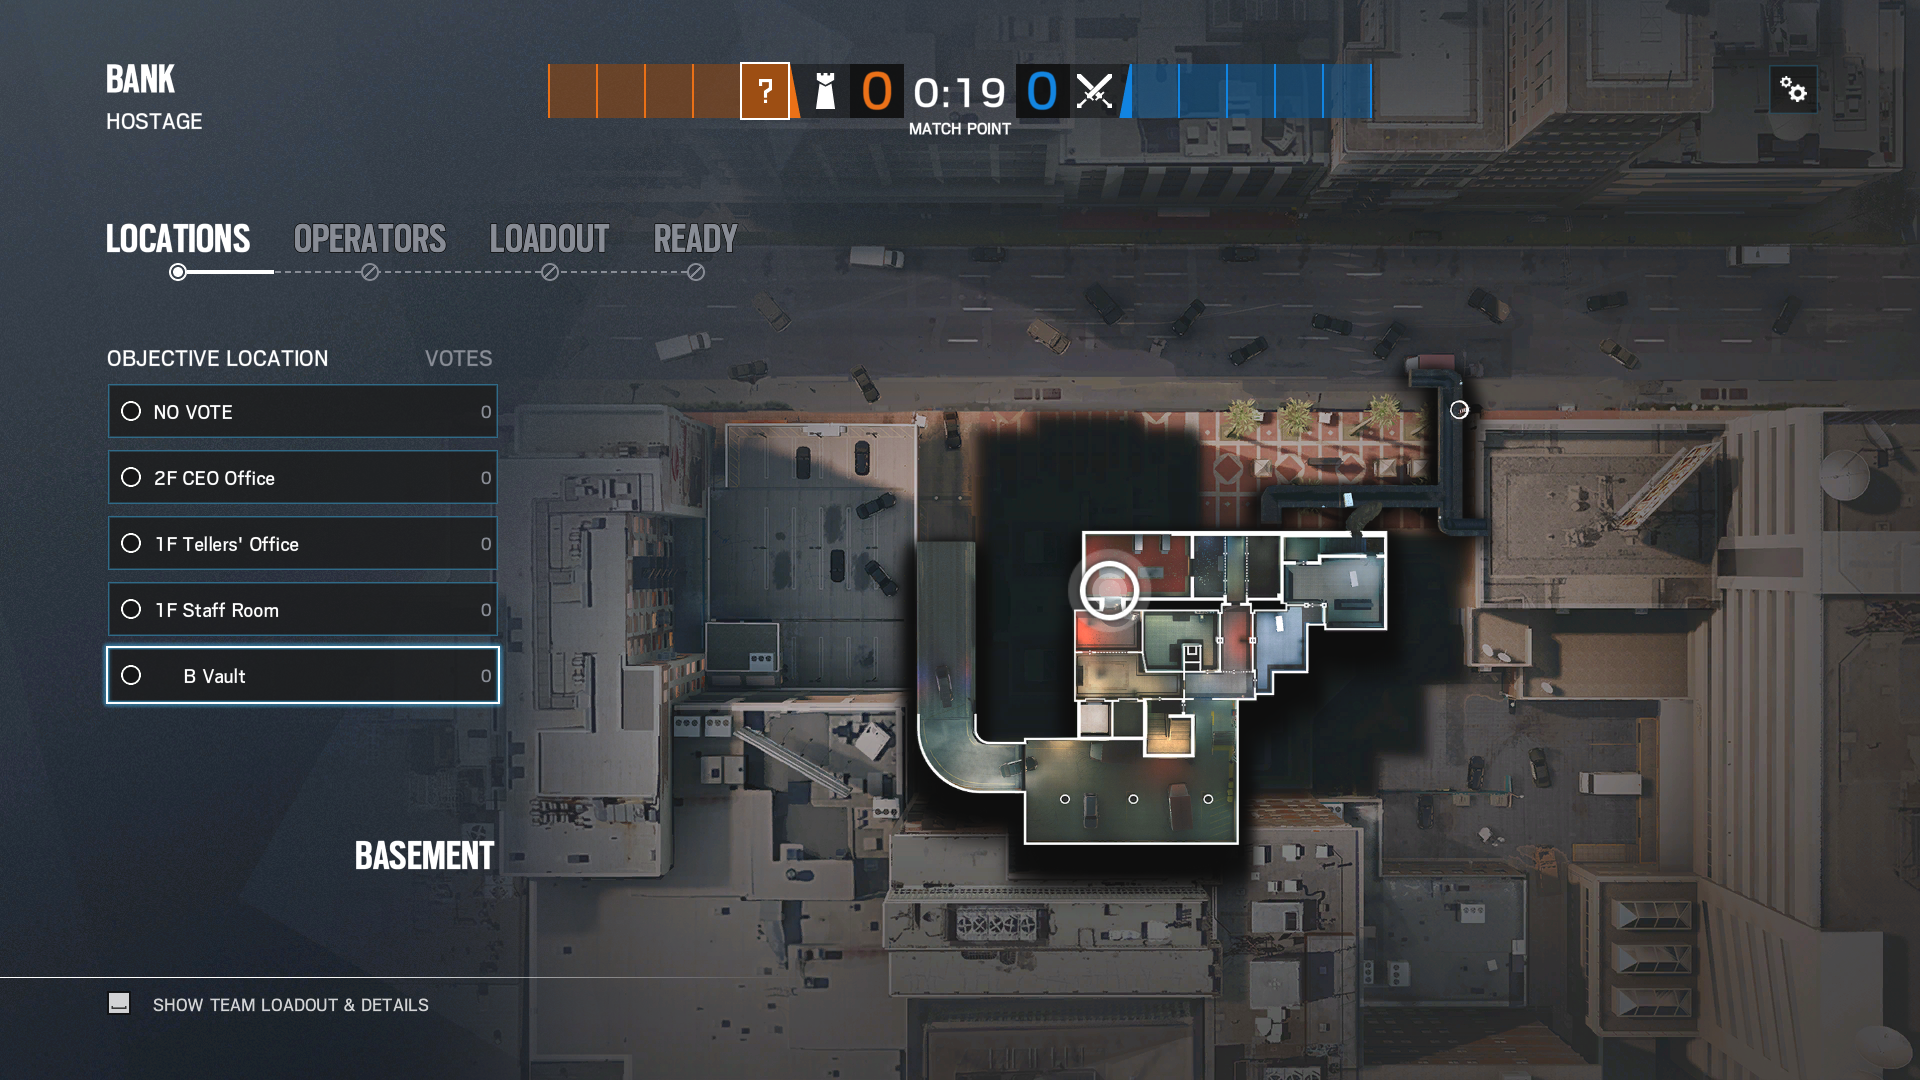 BANK
HOSTAGE
?
0
0:19
0
MATCH POINT
LOCATIONS
OPERATORS
LOADOUT
READY
OBJECTIVE LOCATION
VOTES
NO VOTE
0
2F CEO Office
0
1F Tellers' Office
0
1F Staff Room
0
B Vault
0
BASEMENT
SHOW TEAM LOADOUT & DETAILS